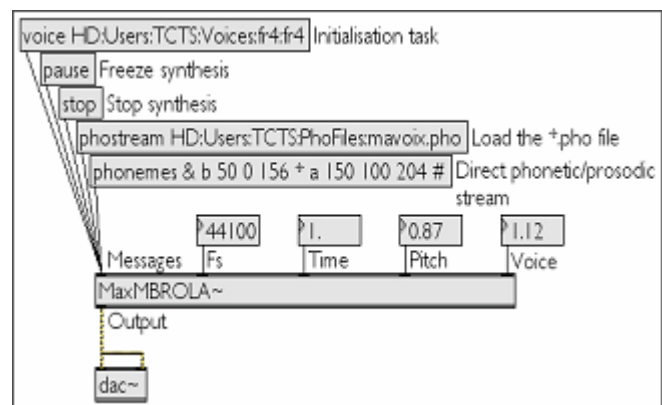 voice HD:Users:TCTS:Voices:fr4:fr4 Initialisation task
pause Freeze synthesis
stop Stop synthesis
phostream HD:Users:TCTS:PhoFiles:mavoix.pho Load the *.pho file
phonemes & b 50 0 156 * a 150 100 204 # Direct phonetic/prosodic
stream
44100 1. 0.87 1.12
Messages Fs Time Pitch Voice
MaxMBROLA~
Output
dac~